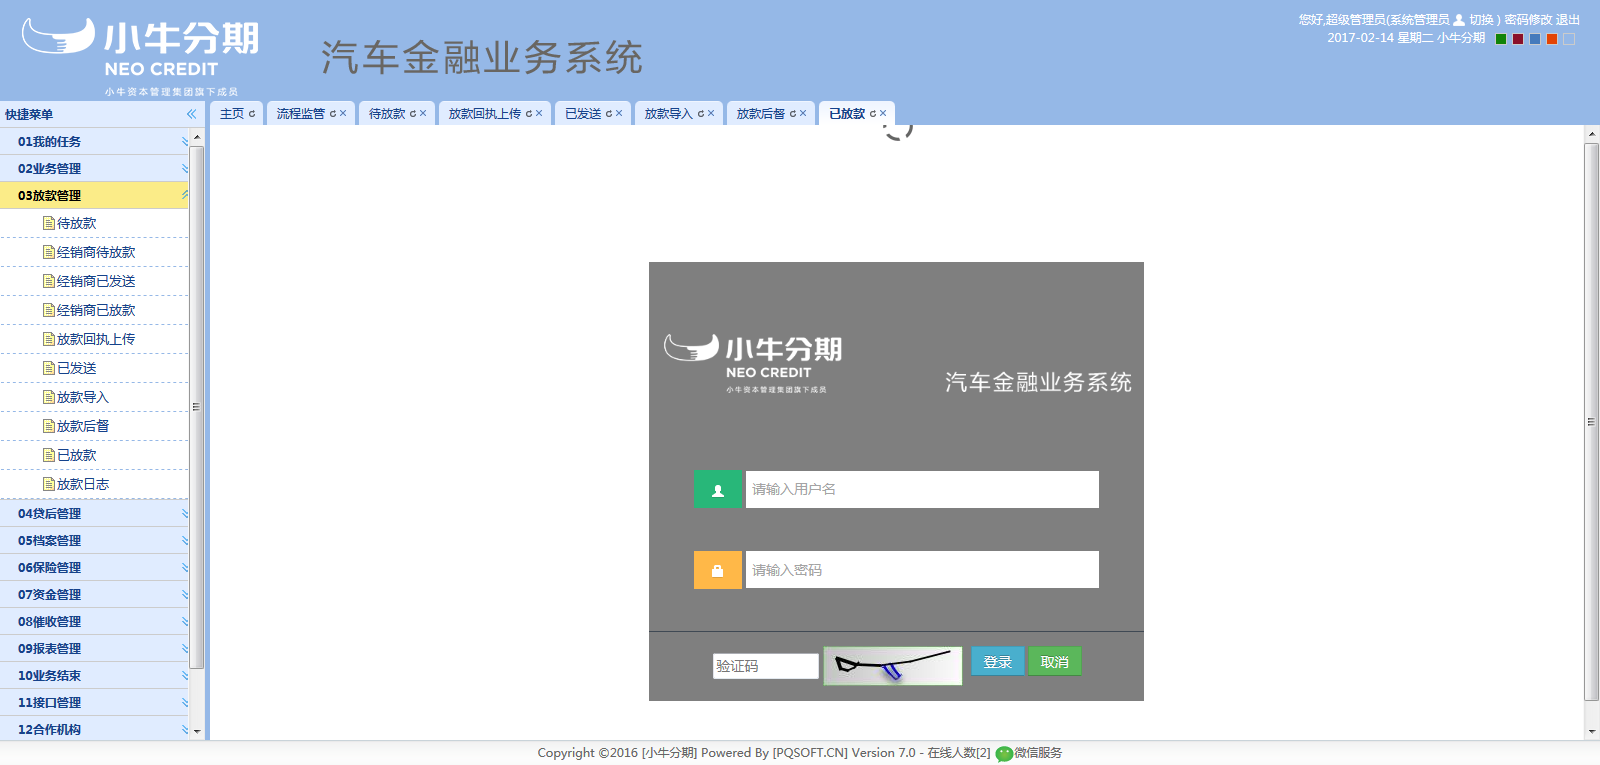 小牛分期
NEO CREDIT
小牛资本管理集团旗下成员
汽车金融业务系统
您好,超级管理员(系统管理员 切换 ) 密码修改 退出
2017-02-14 星期二 小牛分期
快捷菜单
主页 流程监管 待放款 放款回执上传 已发送 放款导入 放款后督 已放款
01我的任务
02业务管理
03放款管理
待放款
经销商待放款
经销商已发送
经销商已放款
放款回执上传
已发送
放款导入
放款后督
已放款
放款日志
04贷后管理
05档案管理
06保险管理
07资金管理
08催收管理
09报表管理
10业务结束
11接口管理
12合作机构
小牛分期
NEO CREDIT
小牛资本管理集团旗下成员
汽车金融业务系统
请输入用户名
请输入密码
验证码
登录 取消
Copyright ©2016 [小牛分期] Powered By [PQSOFT.CN] Version 7.0 - 在线人数[2] 微信服务